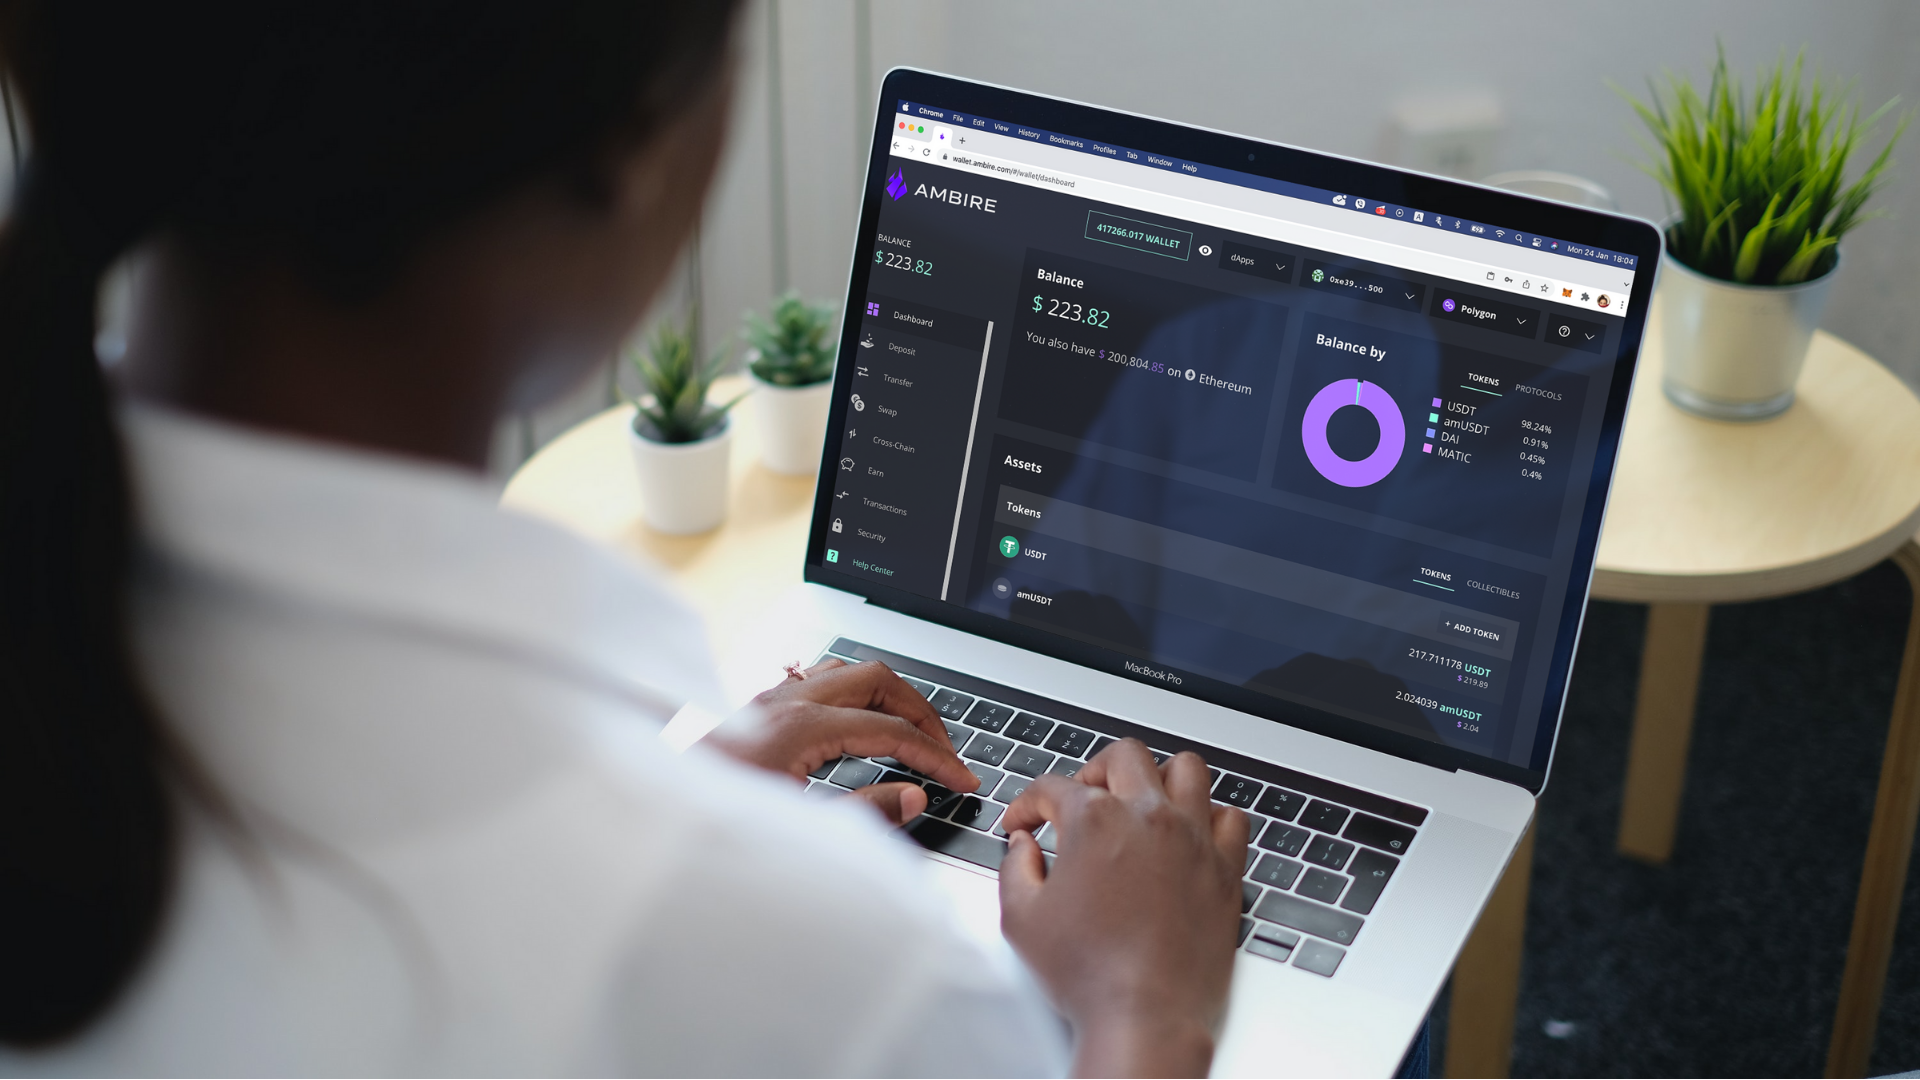 Chrome File Edit View History Bookmarks Profiles Tab Window Help
Mon 24 Jan 18:04
wallet.ambire.com/#/wallet/dashboard
AMBIRE
417266.017 WALLET
dApps
0xe39...500
Polygon
BALANCE
$223.82
Dashboard
Deposit
Transfer
Swap
Cross-Chain
Earn
Transactions
Security
Help Center
Balance
$ 223.82
You also have $ 200,804.85 on Ethereum
Balance by
TOKENS PROTOCOLS
USDT 98.24%
amUSDT 0.91%
DAI 0.45%
MATIC 0.4%
Assets
TOKENS COLLECTIBLES
Tokens
+ ADD TOKEN
USDT
217.711178 USDT
$ 219.89
amUSDT
2.024039 amUSDT
$ 2.04
MacBook Pro